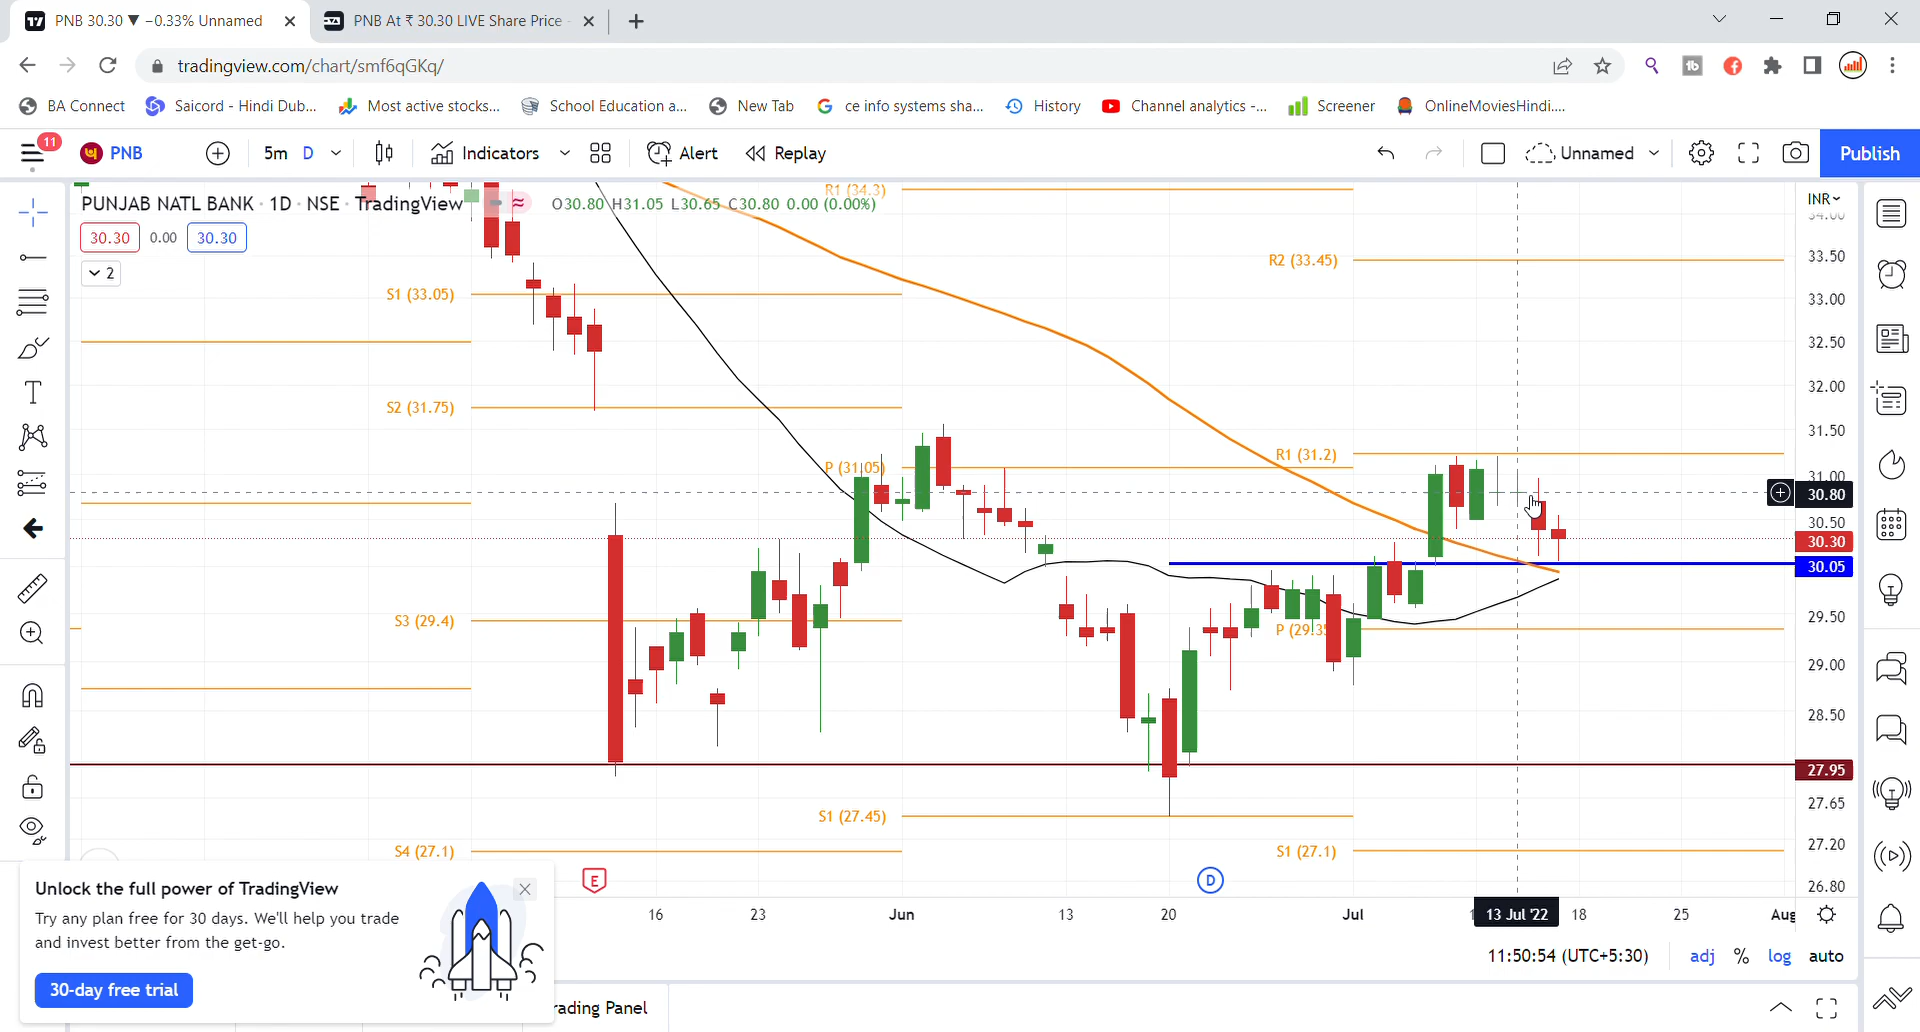 PNB 30.30 ▼ −0.33% Unnamed
PNB At ₹ 30.30 LIVE Share Price -
tradingview.com/chart/smf6qGKq/
BA Connect
Saicord - Hindi Dub...
Most active stocks...
School Education a...
New Tab
ce info systems sha...
History
Channel analytics -...
Screener
OnlineMoviesHindi....
11
PNB
5m
D
Indicators
Alert
Replay
Unnamed
Publish
PUNJAB NATL BANK · 1D · NSE · TradingView
O30.80 H31.05 L30.65 C30.80 0.00 (0.00%)
INR
30.30
0.00
30.30
2
R1 (34.3)
R2 (33.45)
S1 (33.05)
S2 (31.75)
P (31.05)
R1 (31.2)
S3 (29.4)
S1 (27.45)
S4 (27.1)
S1 (27.1)
34.00
33.50
33.00
32.50
32.00
31.50
31.00
30.80
30.50
30.30
30.05
29.50
29.00
28.50
27.95
27.65
27.20
26.80
E
D
16
23
Jun
13
20
Jul
13 Jul '22
18
25
Aug
11:50:54 (UTC+5:30)
adj
%
log
auto
Unlock the full power of TradingView
Try any plan free for 30 days. We'll help you trade
and invest better from the get-go.
30-day free trial
rading Panel